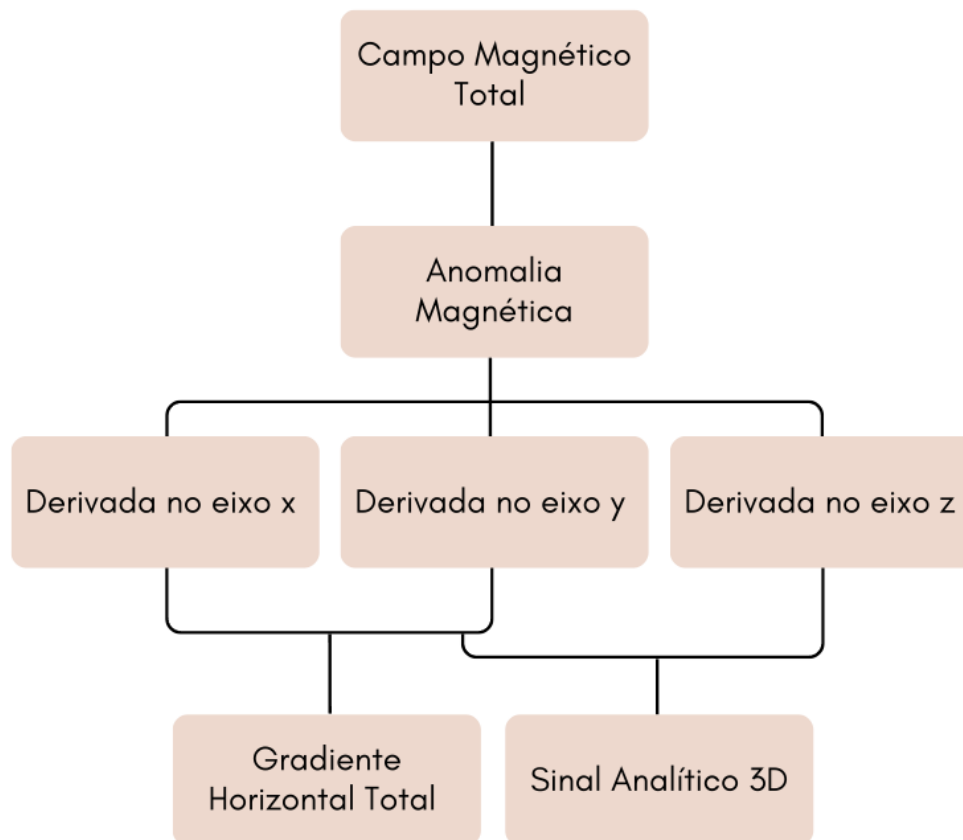 Campo Magnético
Total
Anomalia
Magnética
Derivada no eixo x
Derivada no eixo y
Derivada no eixo z
Gradiente
Horizontal Total
Sinal Analítico 3D